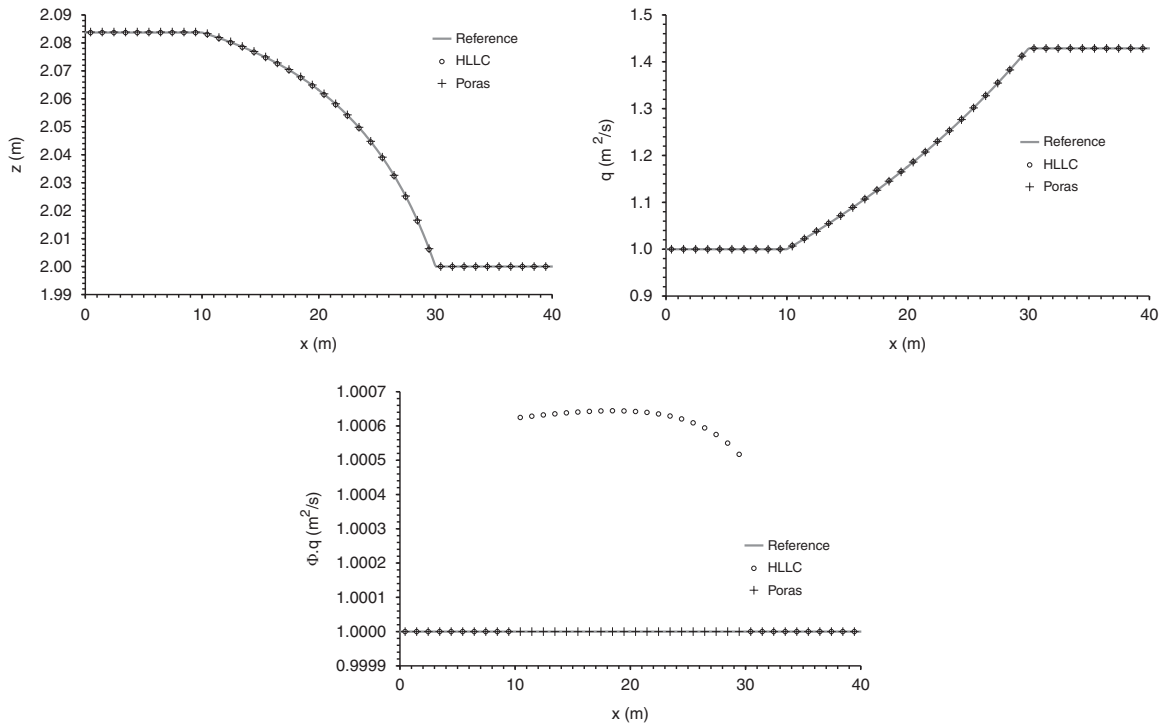 2.09
2.08
2.07
2.06
2.05
2.04
2.03
2.02
2.01
2.00
1.99
z (m)
0 10 20 30 40
x (m)
Reference
HLLC
Poras
1.5
1.4
1.3
1.2
1.1
1.0
0.9
q (m²/s)
0 10 20 30 40
x (m)
Reference
HLLC
Poras
1.0007
1.0006
1.0005
1.0004
1.0003
1.0002
1.0001
1.0000
0.9999
Φ.q (m²/s)
0 10 20 30 40
x (m)
Reference
HLLC
Poras